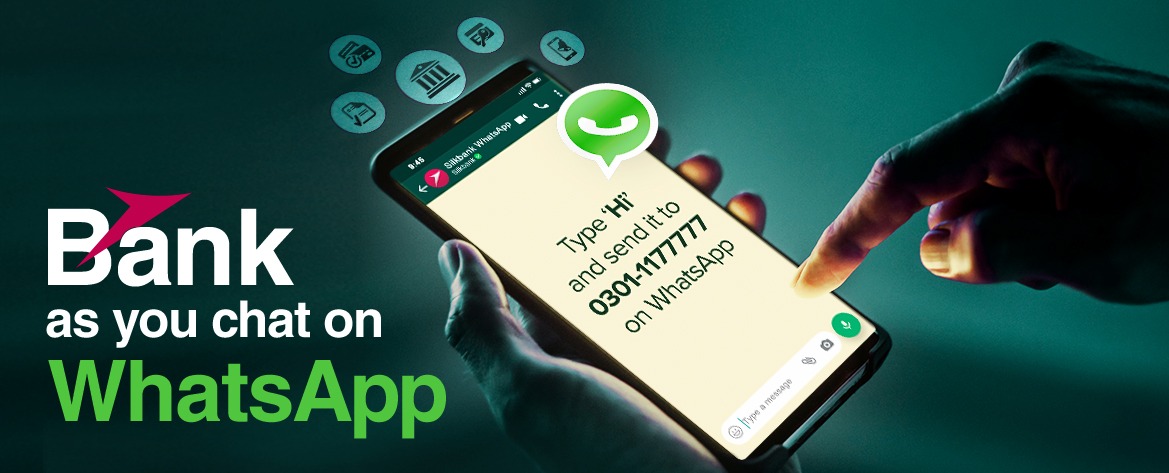 Bank
as you chat on
WhatsApp
9:45
Silkbank WhatsApp
Silkbank
Type ‘Hi’
and send it to
0301-1177777
on WhatsApp
Type a message